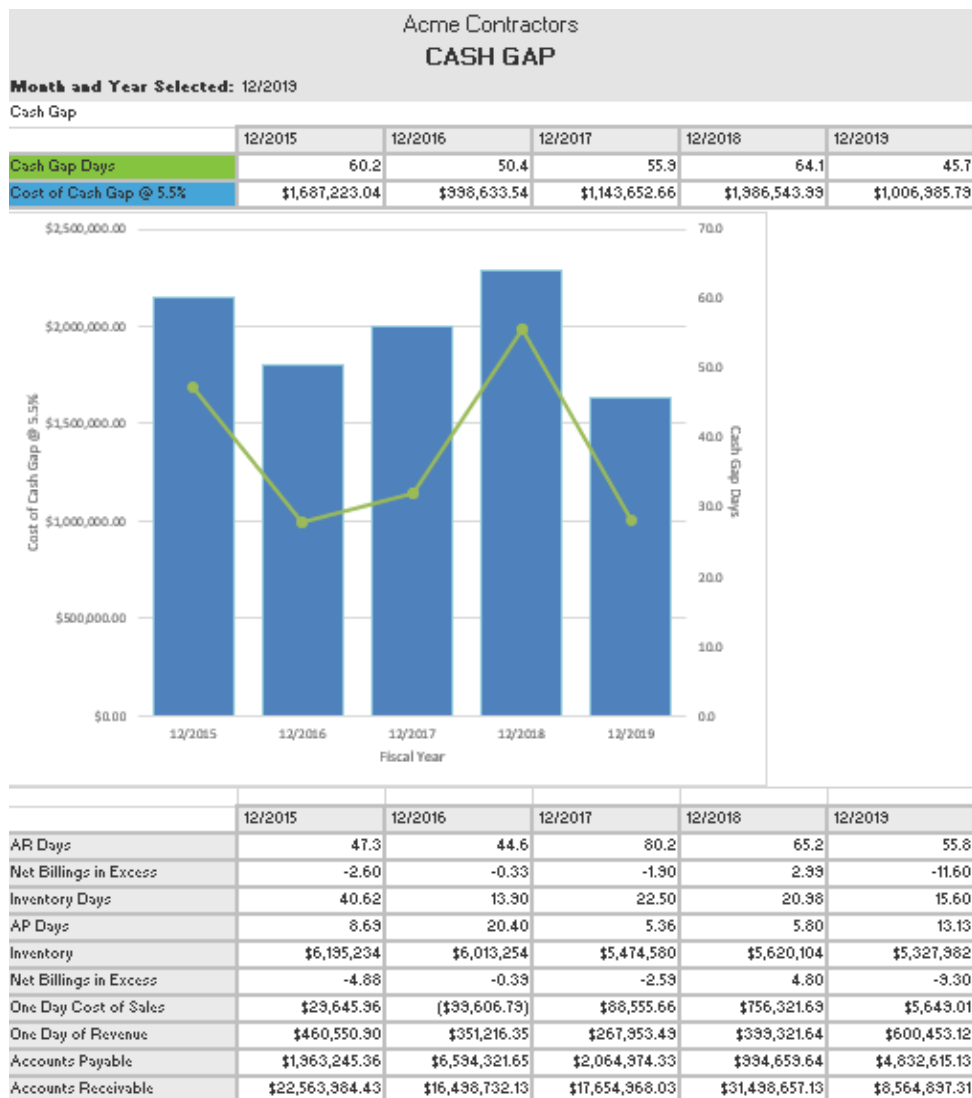 Acme Contractors
CASH GAP
Month and Year Selected: 12/2019
Cash Gap
12/2015 12/2016 12/2017 12/2018 12/2019
Cash Gap Days 60.2 50.4 55.9 64.1 45.7
Cost of Cash Gap @ 5.5% $1,687,223.04 $998,633.54 $1,143,652.66 $1,986,543.99 $1,006,985.79
$2,500,000.00 70.0
60.0
$2,000,000.00
50.0
$1,500,000.00
40.0
Cost of Cash Gap @ 5.5%
Cash Gap Days
$1,000,000.00
30.0
20.0
$500,000.00
10.0
$0.00 0.0
12/2015 12/2016 12/2017 12/2018 12/2019
Fiscal Year
12/2015 12/2016 12/2017 12/2018 12/2019
AR Days 47.3 44.6 80.2 65.2 55.8
Net Billings in Excess -2.60 -0.33 -1.90 2.99 -11.60
Inventory Days 40.62 13.90 22.50 20.98 15.60
AP Days 8.69 20.40 5.36 5.80 13.13
Inventory $6,195,234 $6,013,254 $5,474,580 $5,620,104 $5,327,982
Net Billings in Excess -4.88 -0.39 -2.59 4.80 -9.30
One Day Cost of Sales $29,645.96 ($99,606.79) $88,555.66 $756,321.69 $5,649.01
One Day of Revenue $460,550.90 $351,216.35 $267,953.49 $399,321.64 $600,453.12
Accounts Payable $1,963,245.36 $6,594,321.65 $2,064,974.33 $994,659.64 $4,832,615.13
Accounts Receivable $22,563,984.43 $16,498,732.13 $17,654,968.03 $31,498,657.13 $8,564,897.31